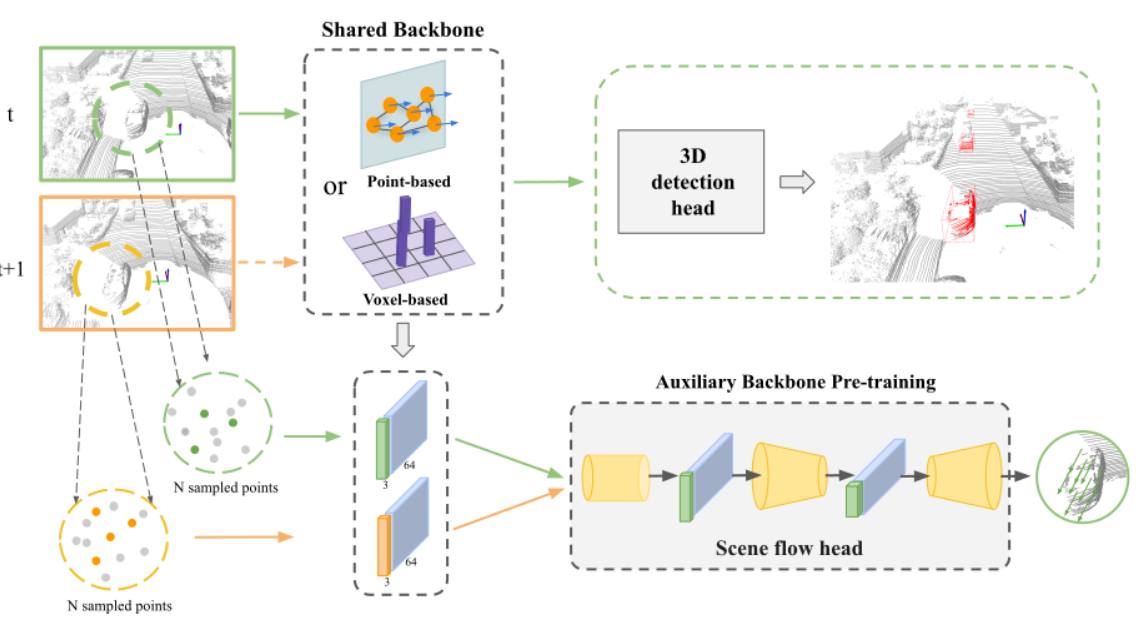 Shared Backbone
t
or
Point-based
3D
detection
head
t+1
Voxel-based
Auxiliary Backbone Pre-training
64
3
N sampled points
64
3
Scene flow head
N sampled points